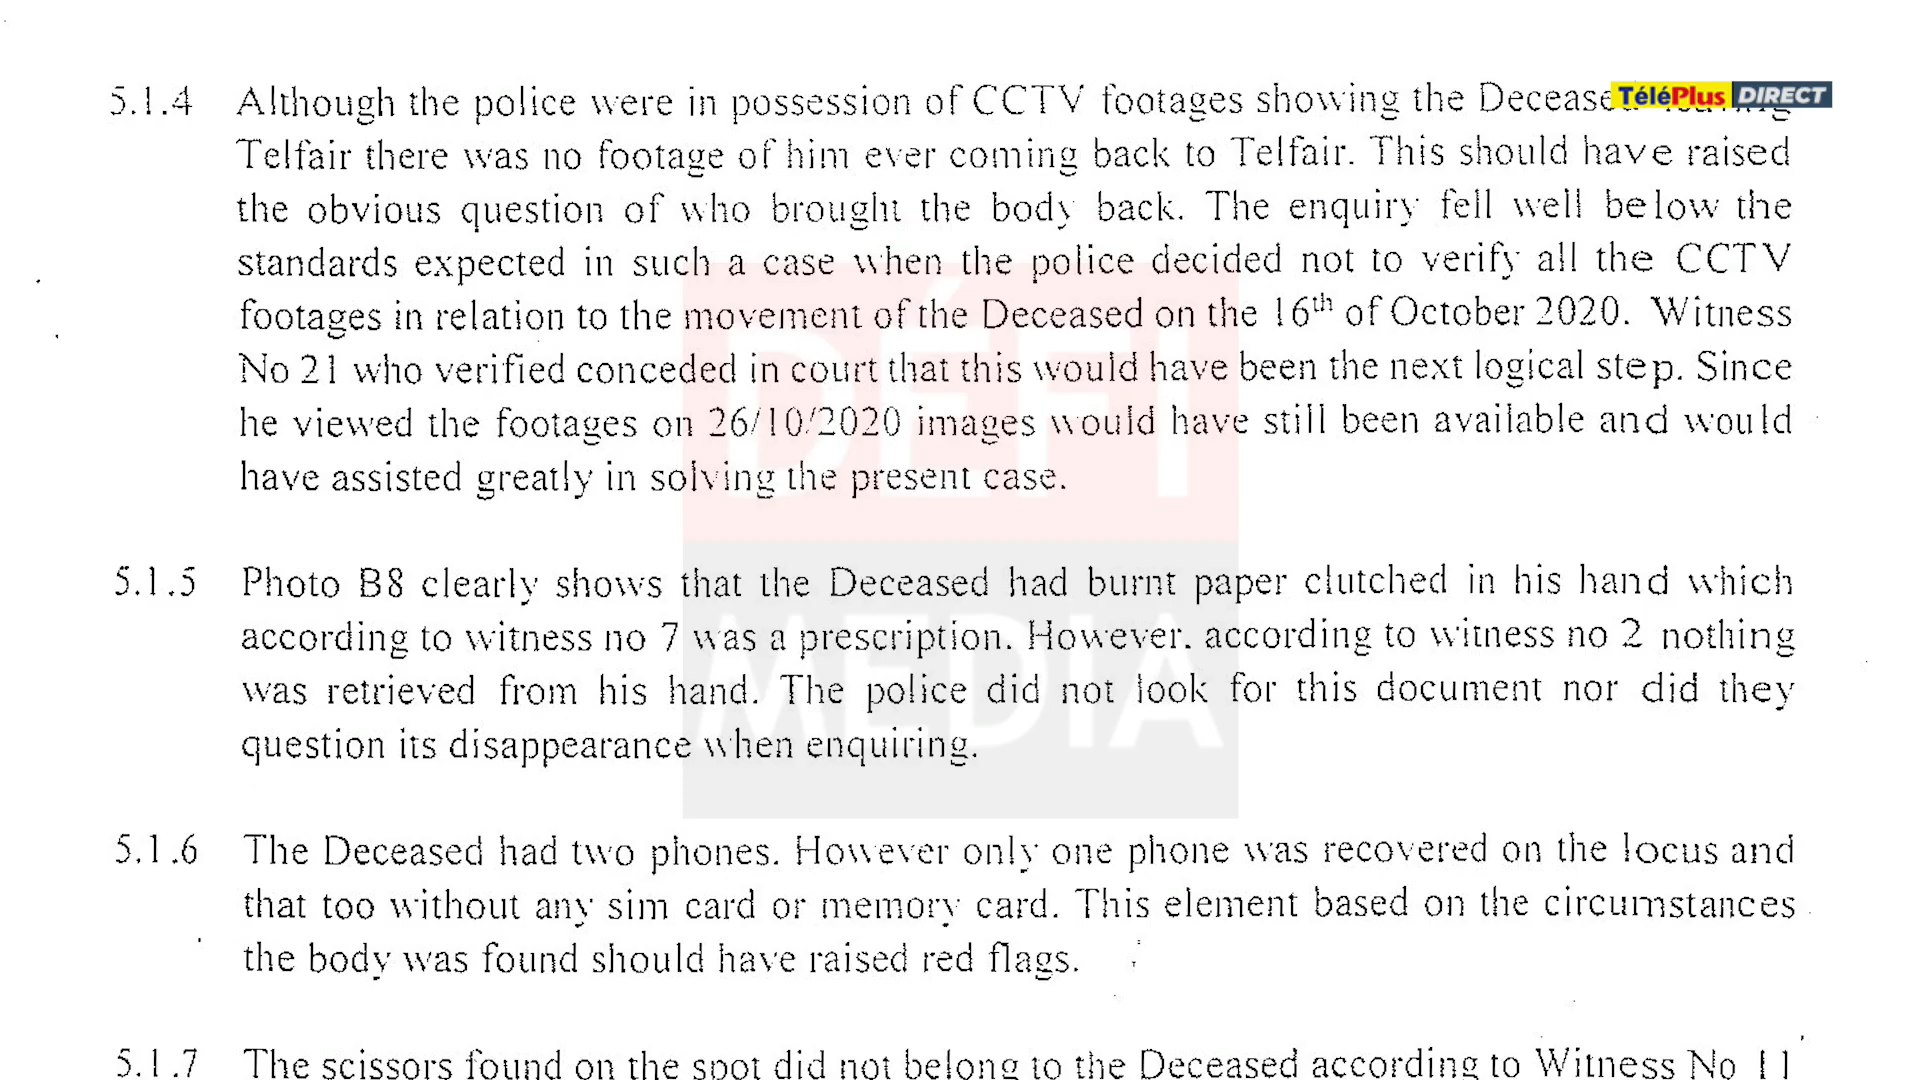 5.1.4 Although the police were in possession of CCTV footages showing the Deceased
TéléPlus DIRECT
Telfair there was no footage of him ever coming back to Telfair. This should have raised
the obvious question of who brought the body back. The enquiry fell well below the
standards expected in such a case when the police decided not to verify all the CCTV
footages in relation to the movement of the Deceased on the 16th of October 2020. Witness
No 21 who verified conceded in court that this would have been the next logical step. Since
he viewed the footages on 26/10/2020 images would have still been available and would
have assisted greatly in solving the present case.
DÉFI
MEDIA
5.1.5 Photo B8 clearly shows that the Deceased had burnt paper clutched in his hand which
according to witness no 7 was a prescription. However, according to witness no 2 nothing
was retrieved from his hand. The police did not look for this document nor did they
question its disappearance when enquiring.
5.1.6 The Deceased had two phones. However only one phone was recovered on the locus and
that too without any sim card or memory card. This element based on the circumstances
the body was found should have raised red flags.
5.1.7 The scissors found on the spot did not belong to the Deceased according to Witness No 11